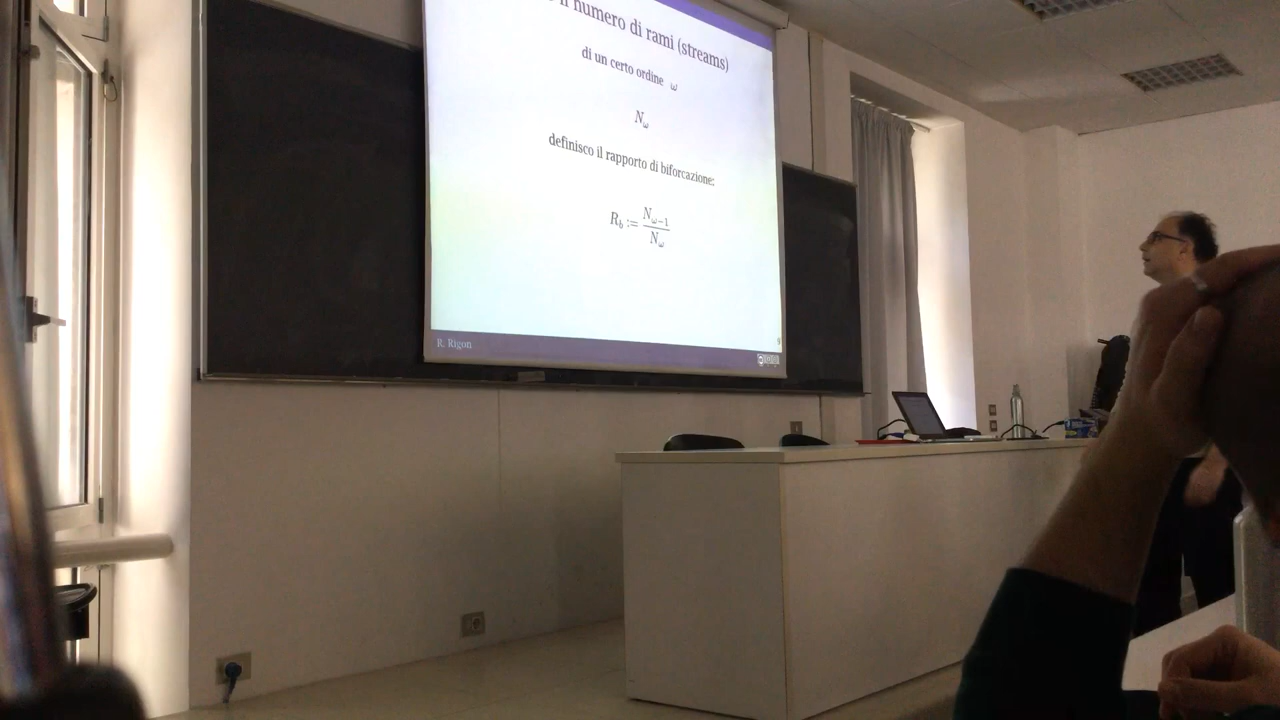 il numero di rami (streams)
di un certo ordine ω
N_ω
definisco il rapporto di biforcazione:
R_b := N_{ω−1} / N_ω
R. Rigon